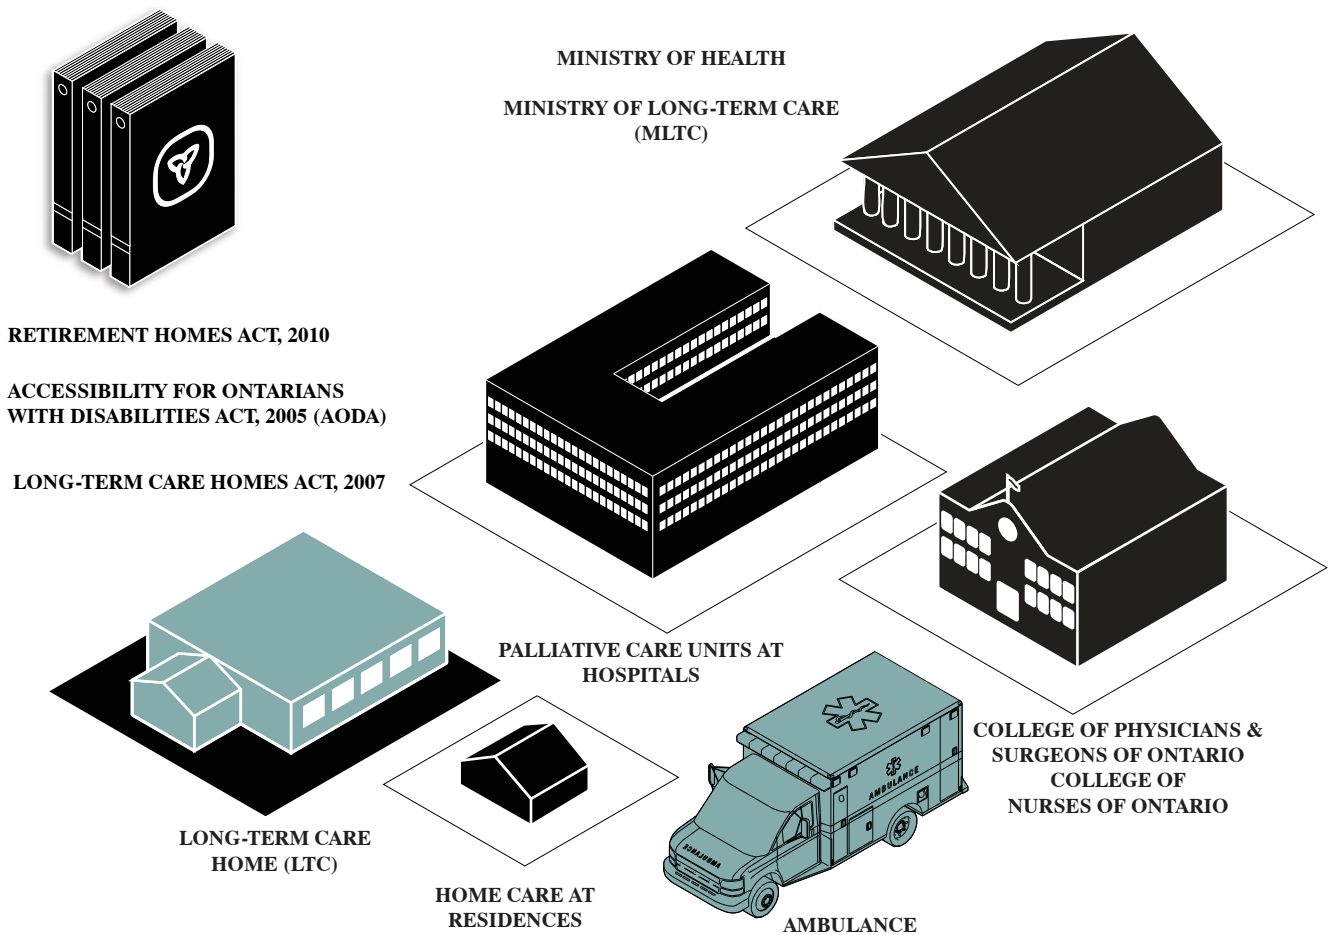 MINISTRY OF HEALTH
MINISTRY OF LONG-TERM CARE
(MLTC)
RETIREMENT HOMES ACT, 2010
ACCESSIBILITY FOR ONTARIANS
WITH DISABILITIES ACT, 2005 (AODA)
LONG-TERM CARE HOMES ACT, 2007
PALLIATIVE CARE UNITS AT
HOSPITALS
COLLEGE OF PHYSICIANS &
SURGEONS OF ONTARIO
COLLEGE OF
NURSES OF ONTARIO
AMBULANCE
AMBULANCE
LONG-TERM CARE
HOME (LTC)
HOME CARE AT
RESIDENCES
AMBULANCE